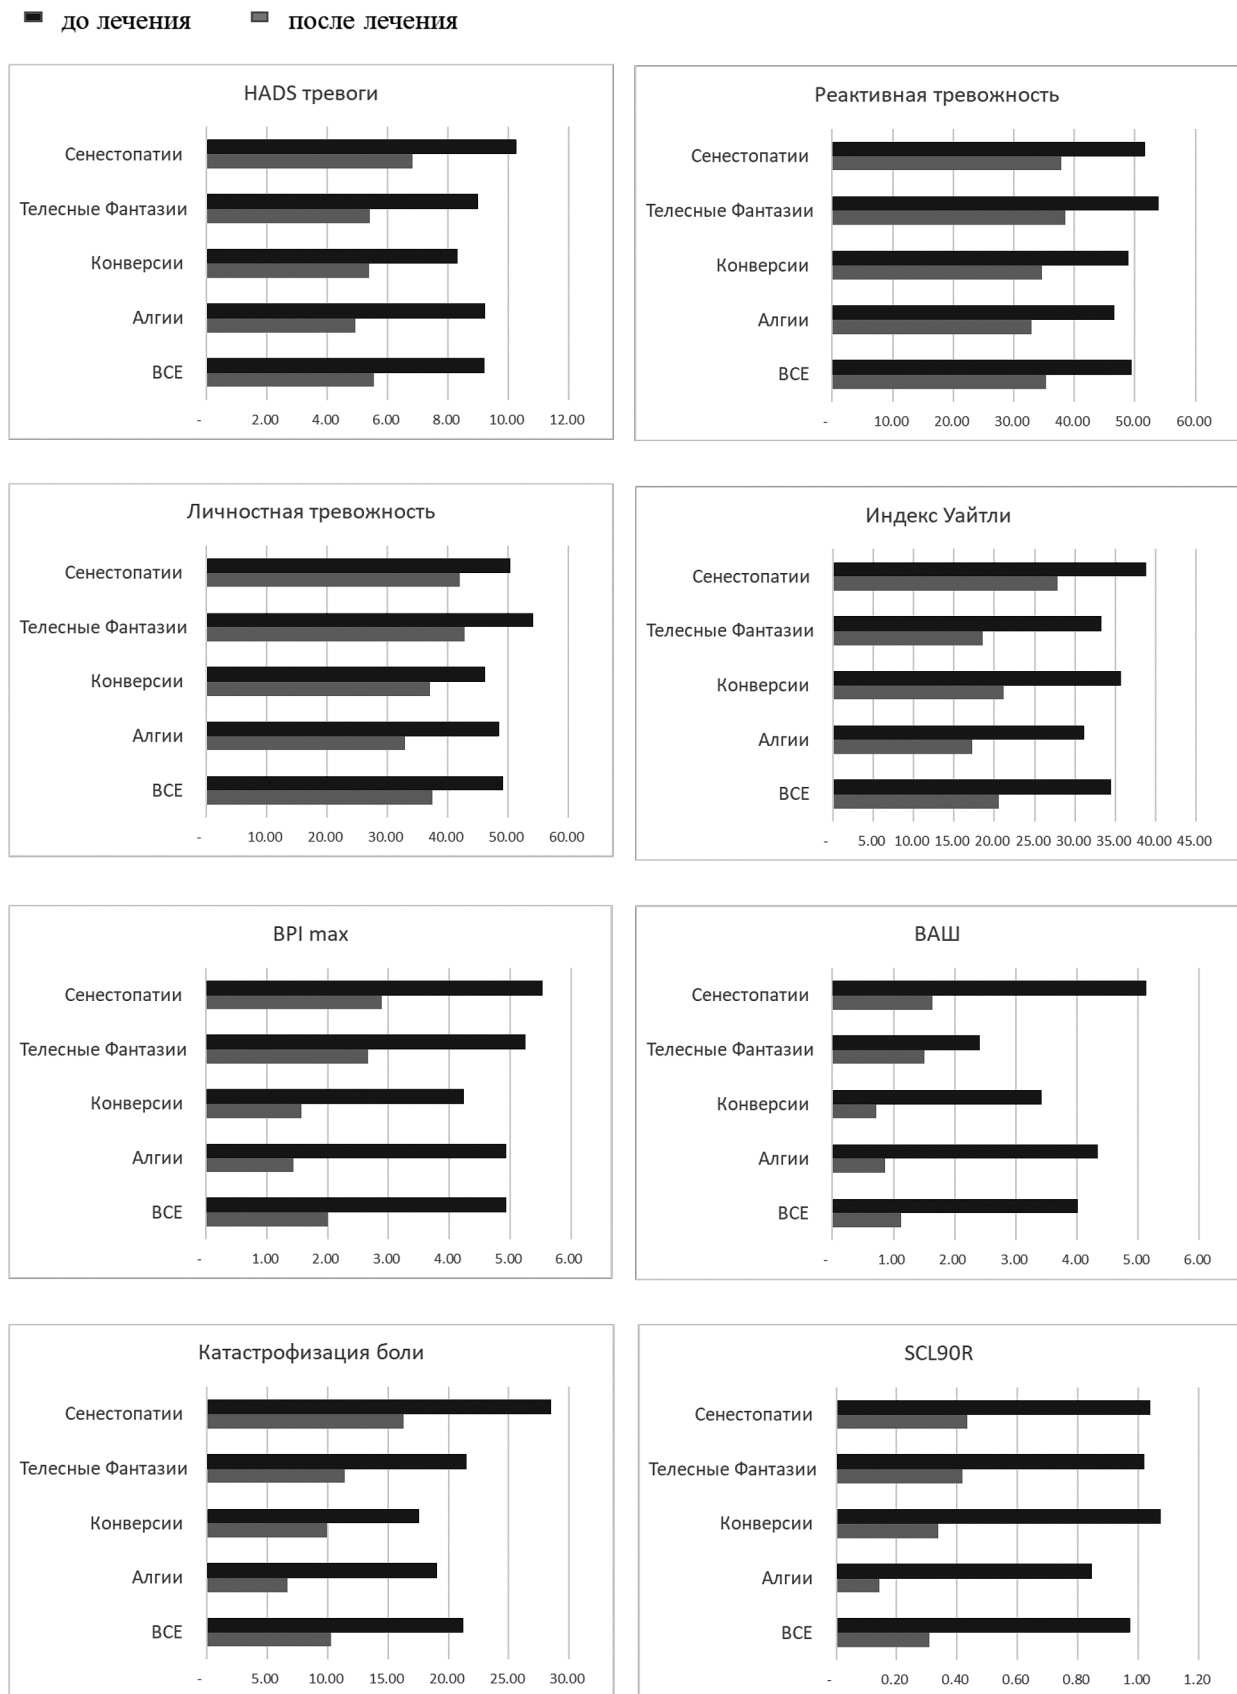 до лечения после лечения
HADS тревоги
Сенестопатии
Телесные Фантазии
Конверсии
Алгии
ВСЕ
- 2.00 4.00 6.00 8.00 10.00 12.00
Реактивная тревожность
Сенестопатии
Телесные Фантазии
Конверсии
Алгии
ВСЕ
- 10.00 20.00 30.00 40.00 50.00 60.00
Личностная тревожность
Сенестопатии
Телесные Фантазии
Конверсии
Алгии
ВСЕ
- 10.00 20.00 30.00 40.00 50.00 60.00
Индекс Уайтли
Сенестопатии
Телесные Фантазии
Конверсии
Алгии
ВСЕ
- 5.00 10.00 15.00 20.00 25.00 30.00 35.00 40.00 45.00
BPI max
Сенестопатии
Телесные Фантазии
Конверсии
Алгии
ВСЕ
- 1.00 2.00 3.00 4.00 5.00 6.00
ВАШ
Сенестопатии
Телесные Фантазии
Конверсии
Алгии
ВСЕ
- 1.00 2.00 3.00 4.00 5.00 6.00
Катастрофизация боли
Сенестопатии
Телесные Фантазии
Конверсии
Алгии
ВСЕ
- 5.00 10.00 15.00 20.00 25.00 30.00
SCL90R
Сенестопатии
Телесные Фантазии
Конверсии
Алгии
ВСЕ
- 0.20 0.40 0.60 0.80 1.00 1.20